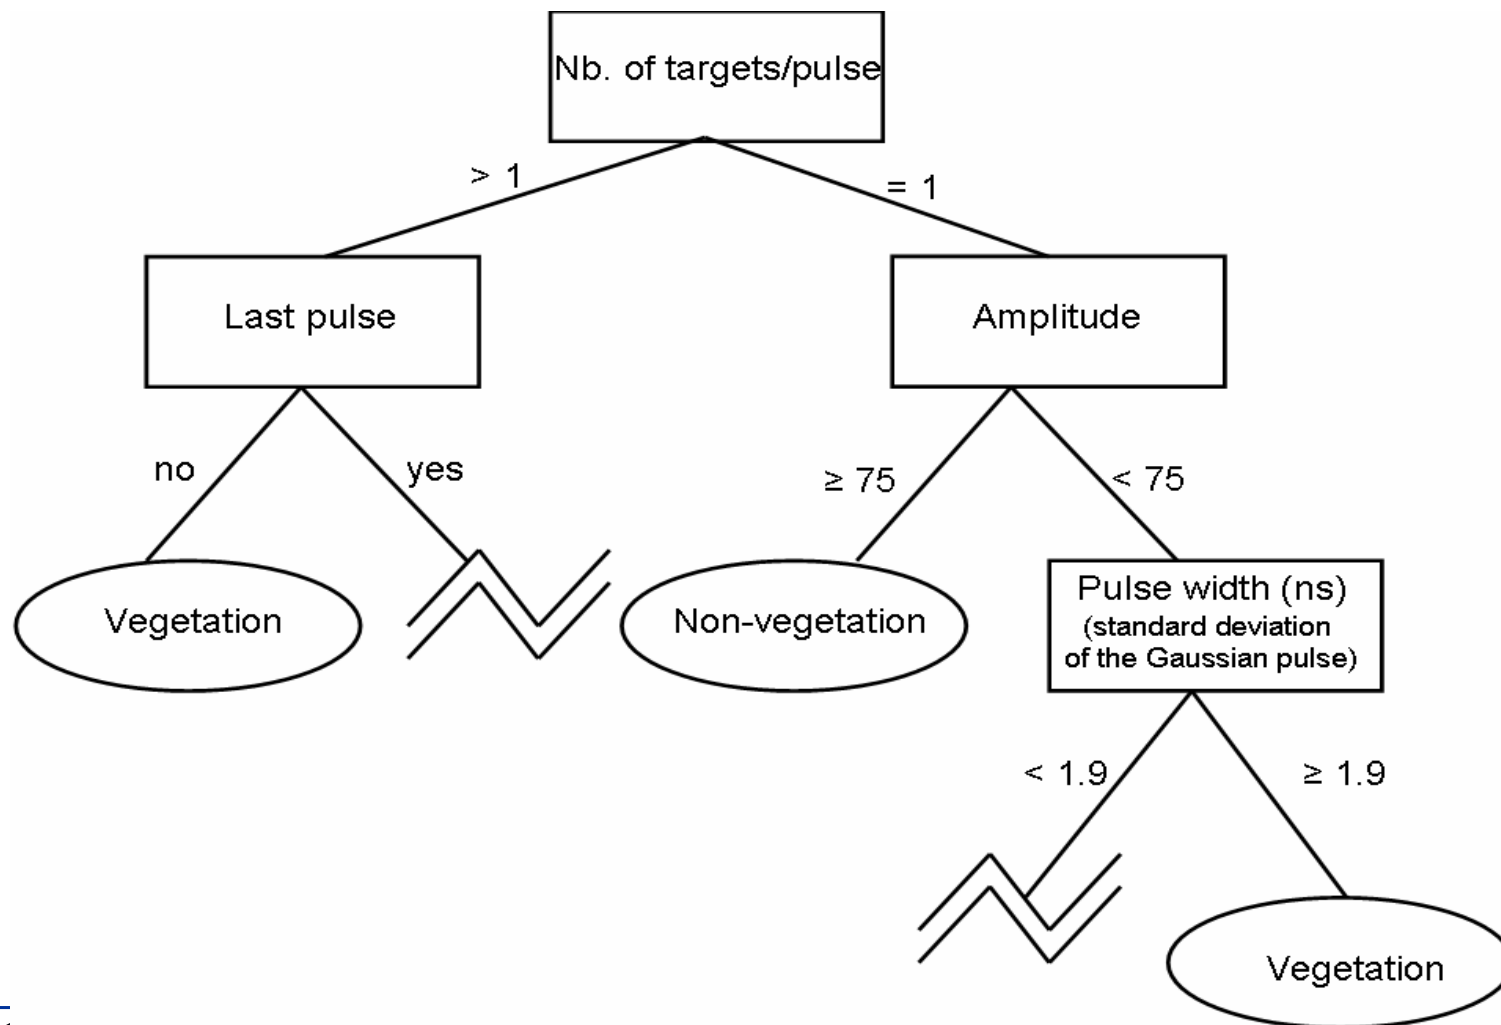 Nb. of targets/pulse
> 1
= 1
Last pulse
Amplitude
no
yes
≥ 75
< 75
Vegetation
Non-vegetation
Pulse width (ns)
(standard deviation
of the Gaussian pulse)
< 1.9
≥ 1.9
Vegetation